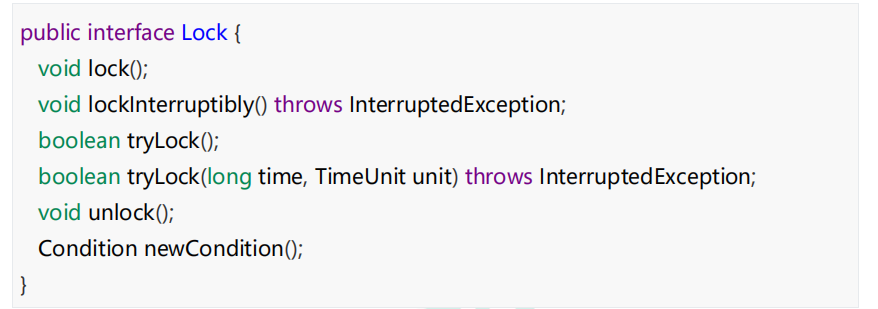 public interface Lock {
void lock();
void lockInterruptibly() throws InterruptedException;
boolean tryLock();
boolean tryLock(long time, TimeUnit unit) throws InterruptedException;
void unlock();
Condition newCondition();
}